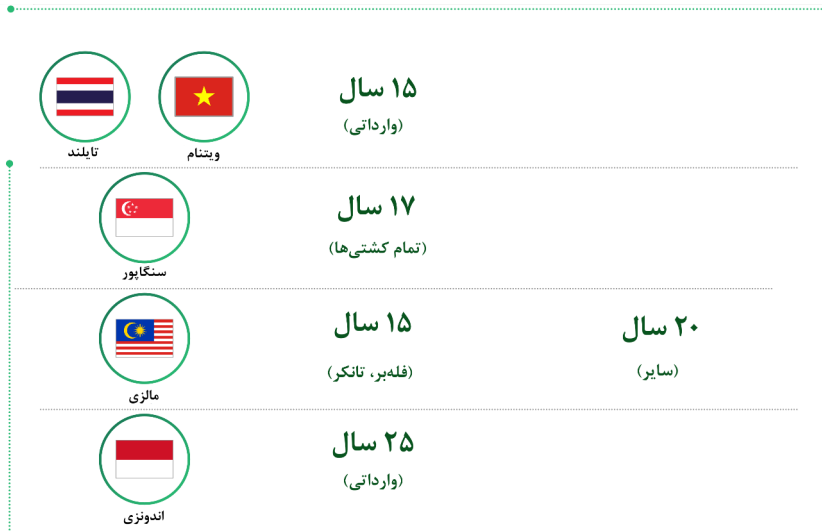 ۱۵ سال
(وارداتی)
ویتنام
تایلند
۱۷ سال
(تمام کشتی‌ها)
سنگاپور
۲۰ سال
(سایر)
۱۵ سال
(فله‌بر، تانکر)
مالزی
۲۵ سال
(وارداتی)
اندونزی